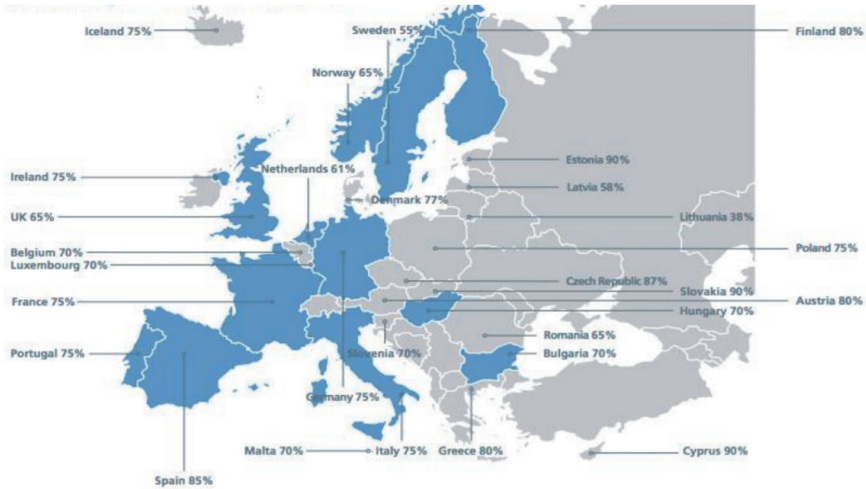 Iceland 75%
Sweden 55%
Finland 80%
Norway 65%
Estonia 90%
Netherlands 61%
Ireland 75%
Latvia 58%
Denmark 77%
UK 65%
Lithuania 38%
Poland 75%
Belgium 70%
Luxembourg 70%
Czech Republic 87%
Slovakia 90%
France 75%
Austria 80%
Hungary 70%
Romania 65%
Portugal 75%
Slovenia 70%
Bulgaria 70%
Germany 75%
Malta 70%
Italy 75%
Greece 80%
Cyprus 90%
Spain 85%